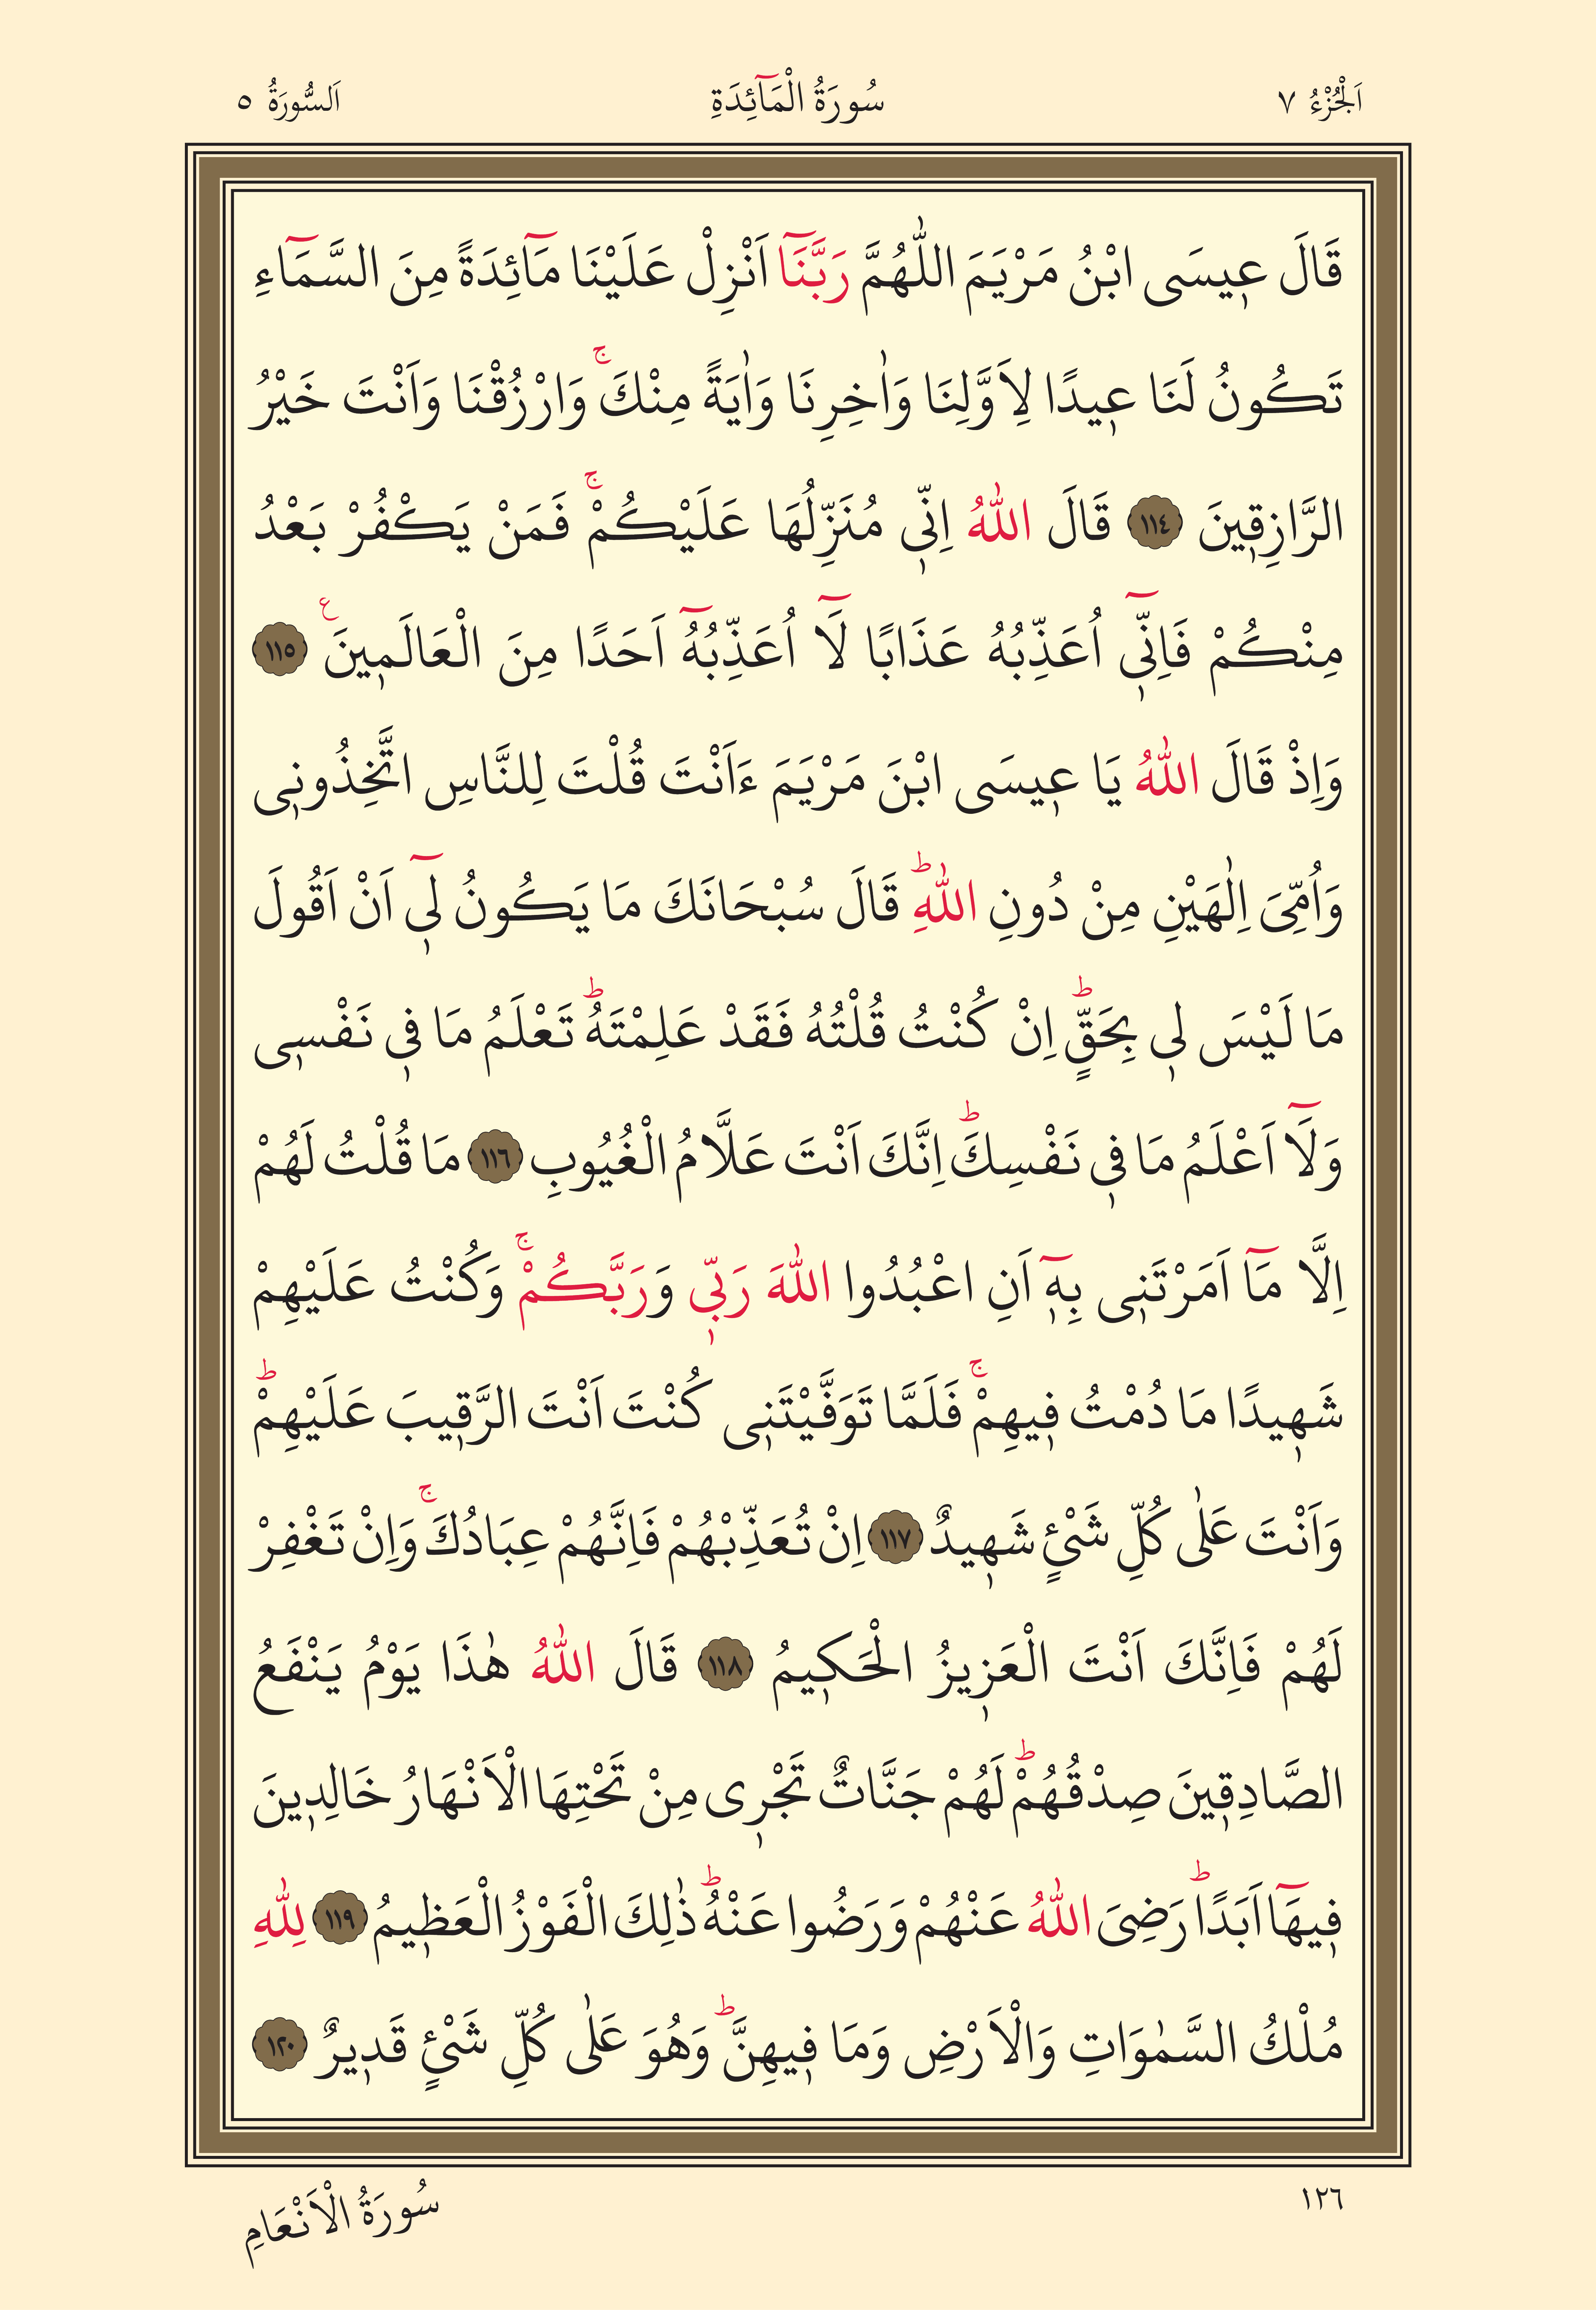 اَلْجُزْءُ ٧
سُورَةُ الْمَآئِدَةِ
اَلسُّورَةُ ٥
قَالَ ع۪يسَى ابْنُ مَرْيَمَ اللّٰهُمَّ رَبَّنَٓا اَنْزِلْ عَلَيْنَا مَٓائِدَةً مِنَ السَّمَٓاءِ
تَكُونُ لَنَا ع۪يدًا لِاَوَّلِنَا وَاٰخِرِنَا وَاٰيَةً مِنْكَۚ وَارْزُقْنَا وَاَنْتَ خَيْرُ
الرَّازِق۪ينَ ﴿١١٤﴾ قَالَ اللّٰهُ اِنّ۪ي مُنَزِّلُهَا عَلَيْكُمْۚ فَمَنْ يَكْفُرْ بَعْدُ
مِنْكُمْ فَاِنّ۪ٓي اُعَذِّبُهُ عَذَابًا لَٓا اُعَذِّبُهُٓ اَحَدًا مِنَ الْعَالَم۪ينَ ع ﴿١١٥﴾
وَاِذْ قَالَ اللّٰهُ يَا ع۪يسَى ابْنَ مَرْيَمَ ءَاَنْتَ قُلْتَ لِلنَّاسِ اتَّخِذُون۪ى
وَاُمِّىَ اِلٰهَيْنِ مِنْ دُونِ اللّٰهِۜ قَالَ سُبْحَانَكَ مَا يَكُونُ ل۪ٓى اَنْ اَقُولَ
مَا لَيْسَ ل۪ى بِحَقٍّۜ اِنْ كُنْتُ قُلْتُهُ فَقَدْ عَلِمْتَهُۜ تَعْلَمُ مَا ف۪ى نَفْس۪ى
وَلَٓا اَعْلَمُ مَا ف۪ى نَفْسِكَۜ اِنَّكَ اَنْتَ عَلَّامُ الْغُيُوبِ ﴿١١٦﴾ مَا قُلْتُ لَهُمْ
اِلَّا مَٓا اَمَرْتَن۪ى بِه۪ٓ اَنِ اعْبُدُوا اللّٰهَ رَبّ۪ى وَرَبَّكُمْۚ وَكُنْتُ عَلَيْهِمْ
شَه۪يدًا مَا دُمْتُ ف۪يهِمْۚ فَلَمَّا تَوَفَّيْتَن۪ى كُنْتَ اَنْتَ الرَّق۪يبَ عَلَيْهِمْۜ
وَاَنْتَ عَلٰى كُلِّ شَيْئٍ شَه۪يدٌ ﴿١١٧﴾ اِنْ تُعَذِّبْهُمْ فَاِنَّهُمْ عِبَادُكَۚ وَاِنْ تَغْفِرْ
لَهُمْ فَاِنَّكَ اَنْتَ الْعَز۪يزُ الْحَك۪يمُ ﴿١١٨﴾ قَالَ اللّٰهُ هٰذَا يَوْمُ يَنْفَعُ
الصَّادِق۪ينَ صِدْقُهُمْۜ لَهُمْ جَنَّاتٌ تَجْر۪ى مِنْ تَحْتِهَا الْاَنْهَارُ خَالِد۪ينَ
ف۪يهَٓا اَبَدًاۜ رَضِىَ اللّٰهُ عَنْهُمْ وَرَضُوا عَنْهُۜ ذٰلِكَ الْفَوْزُ الْعَظ۪يمُ ﴿١١٩﴾ لِلّٰهِ
مُلْكُ السَّمٰوَاتِ وَالْاَرْضِ وَمَا ف۪يهِنَّۜ وَهُوَ عَلٰى كُلِّ شَيْئٍ قَد۪يرٌ ﴿١٢٠﴾
١٢٦
سُورَةُ الْاَنْعَامِ